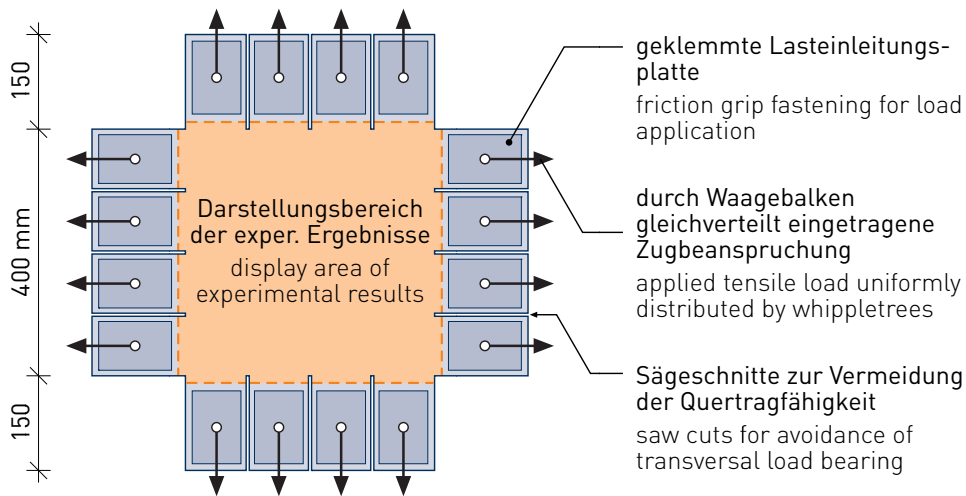 150
400 mm
150
Darstellungsbereich
der exper. Ergebnisse
display area of
experimental results
geklemmte Lasteinleitungs-
platte
friction grip fastening for load
application
durch Waagebalken
gleichverteilt eingetragene
Zugbeanspruchung
applied tensile load uniformly
distributed by whippletrees
Sägeschnitte zur Vermeidung
der Quertragfähigkeit
saw cuts for avoidance of
transversal load bearing